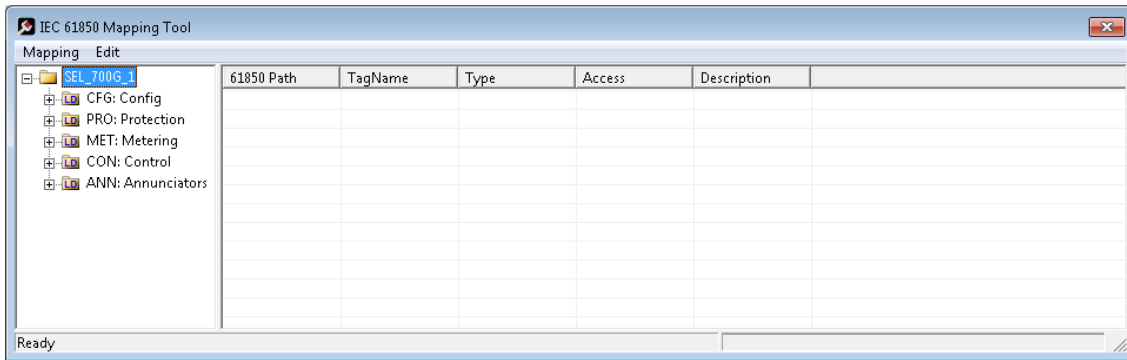 IEC 61850 Mapping Tool
Mapping Edit
SEL_700G_1
CFG: Config
PRO: Protection
MET: Metering
CON: Control
ANN: Annunciators
61850 Path TagName Type Access Description
Ready